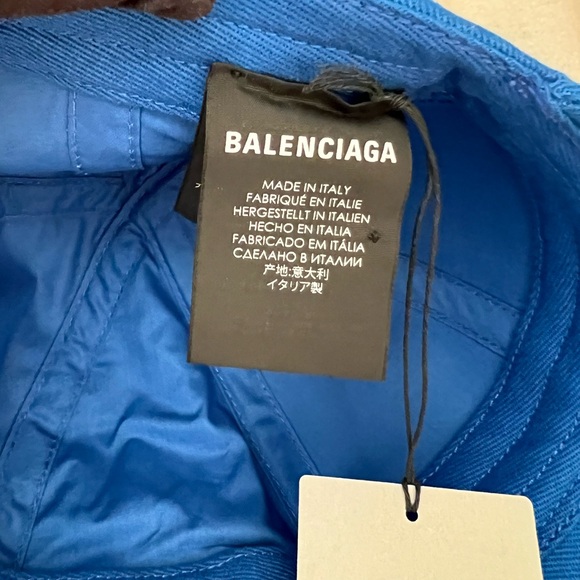 BALENCIAGA
MADE IN ITALY
FABRIQUÉ EN ITALIE
HERGESTELLT IN ITALIEN
HECHO EN ITALIA
FABRICADO EM ITÁLIA
СДЕЛАНО В ИТАЛИИ
产地:意大利
イタリア製